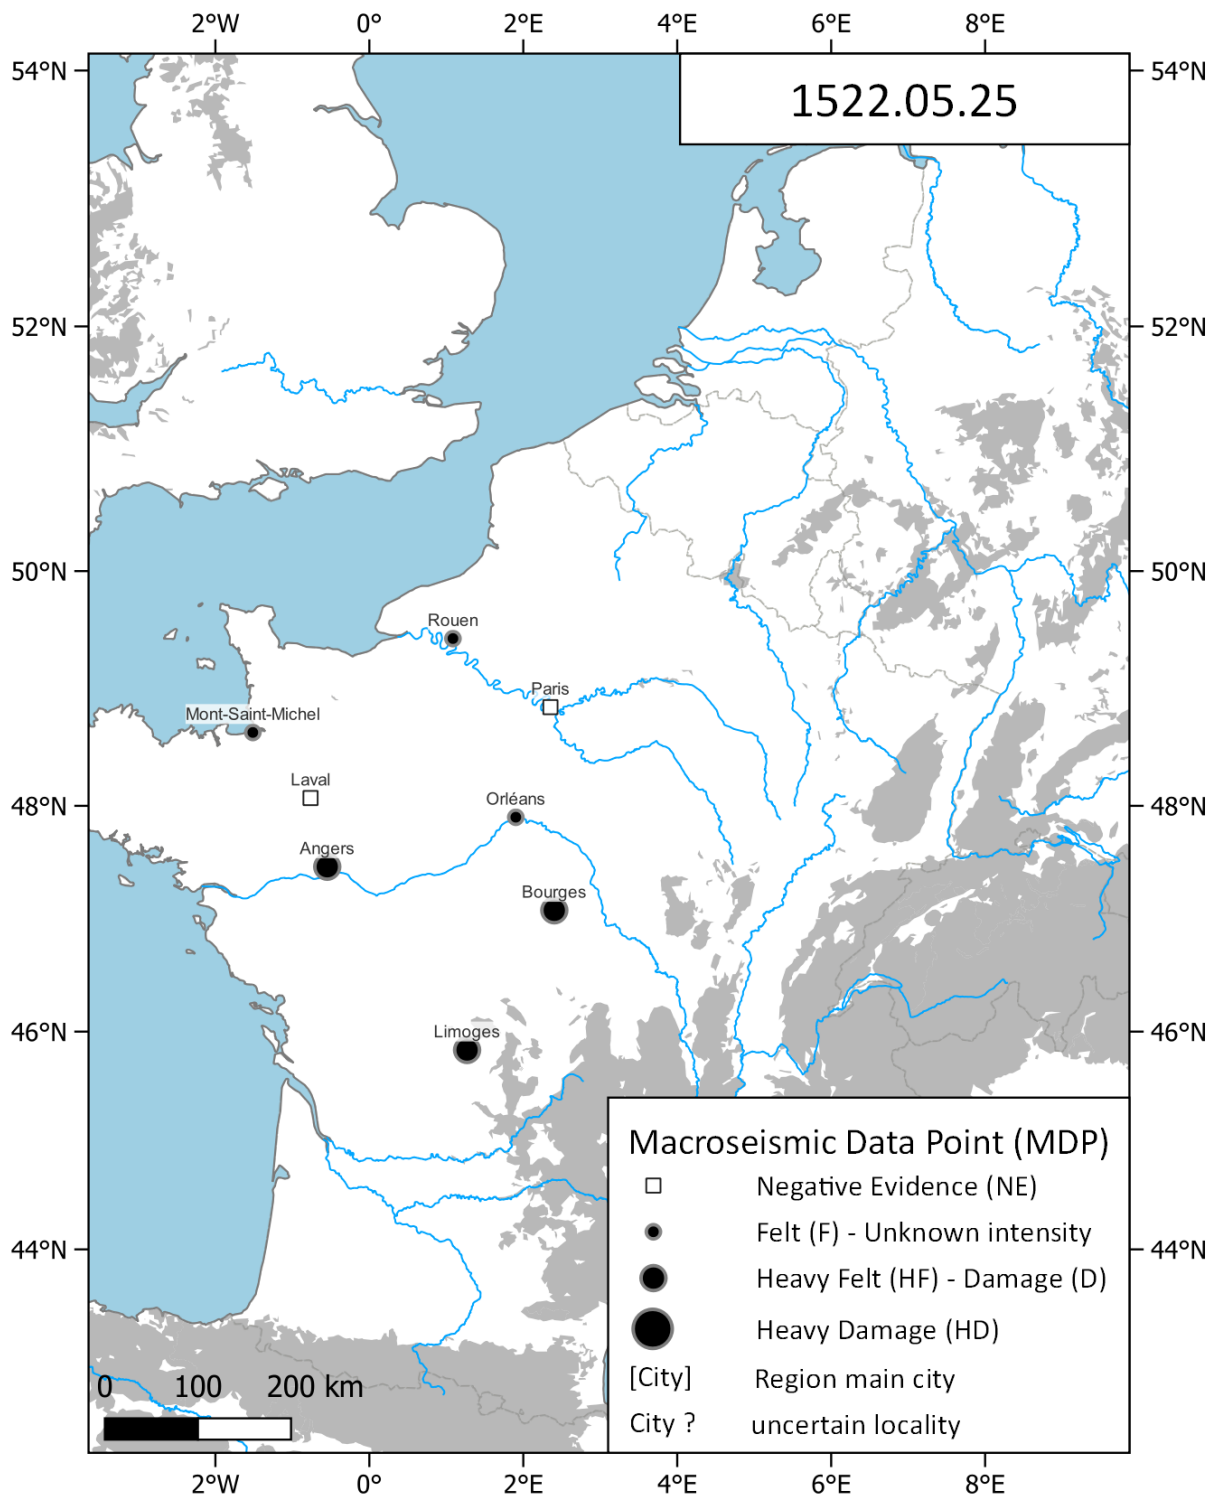 2°W 0° 2°E 4°E 6°E 8°E
54°N 54°N
1522.05.25
52°N 52°N
50°N 50°N
Rouen
Paris
Mont-Saint-Michel
Laval
Orléans
48°N 48°N
Angers
Bourges
46°N Limoges 46°N
Macroseismic Data Point (MDP)
Negative Evidence (NE)
Felt (F) - Unknown intensity
44°N 44°N
Heavy Felt (HF) - Damage (D)
Heavy Damage (HD)
[City] Region main city
0 100 200 km
City ? uncertain locality
2°W 0° 2°E 4°E 6°E 8°E